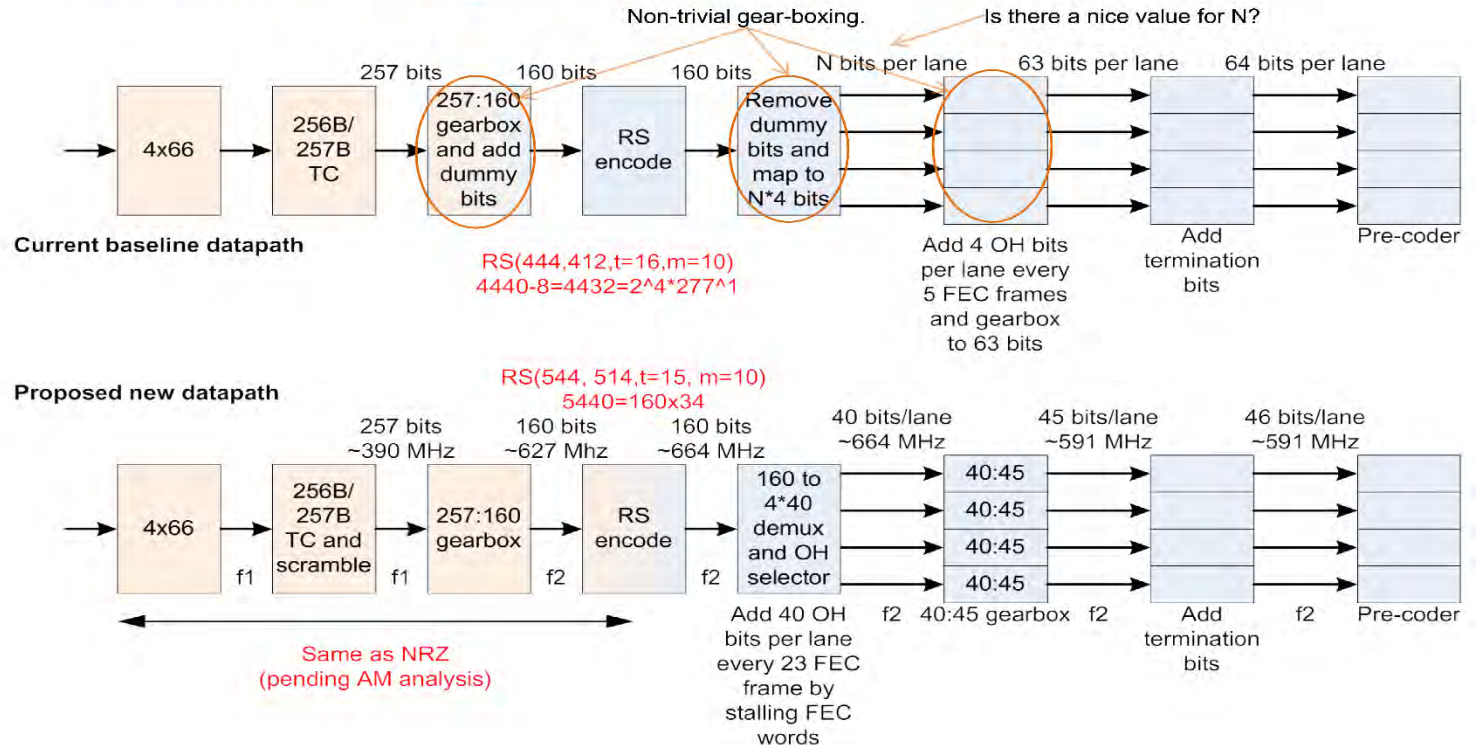 Non-trivial gear-boxing.
Is there a nice value for N?
257 bits
160 bits
160 bits
N bits per lane
63 bits per lane
64 bits per lane
4x66
256B/
257B
TC
257:160
gearbox
and add
dummy
bits
RS
encode
Remove
dummy
bits and
map to
N*4 bits
Current baseline datapath
RS(444,412,t=16,m=10)
4440-8=4432=2^4*277^1
Add 4 OH bits
per lane every
5 FEC frames
and gearbox
to 63 bits
Add
termination
bits
Pre-coder
Proposed new datapath
RS(544, 514,t=15, m=10)
5440=160x34
257 bits
~390 MHz
160 bits
~627 Mhz
160 bits
~664 MHz
40 bits/lane
~664 MHz
45 bits/lane
~591 MHz
46 bits/lane
~591 MHz
4x66
f1
256B/
257B
TC and
scramble
f1
257:160
gearbox
f2
RS
encode
f2
160 to
4*40
demux
and OH
selector
40:45
40:45
40:45
40:45
Same as NRZ
(pending AM analysis)
Add 40 OH
bits per lane
every 23 FEC
frame by
stalling FEC
words
f2
40:45 gearbox
f2
Add
termination
bits
f2
Pre-coder